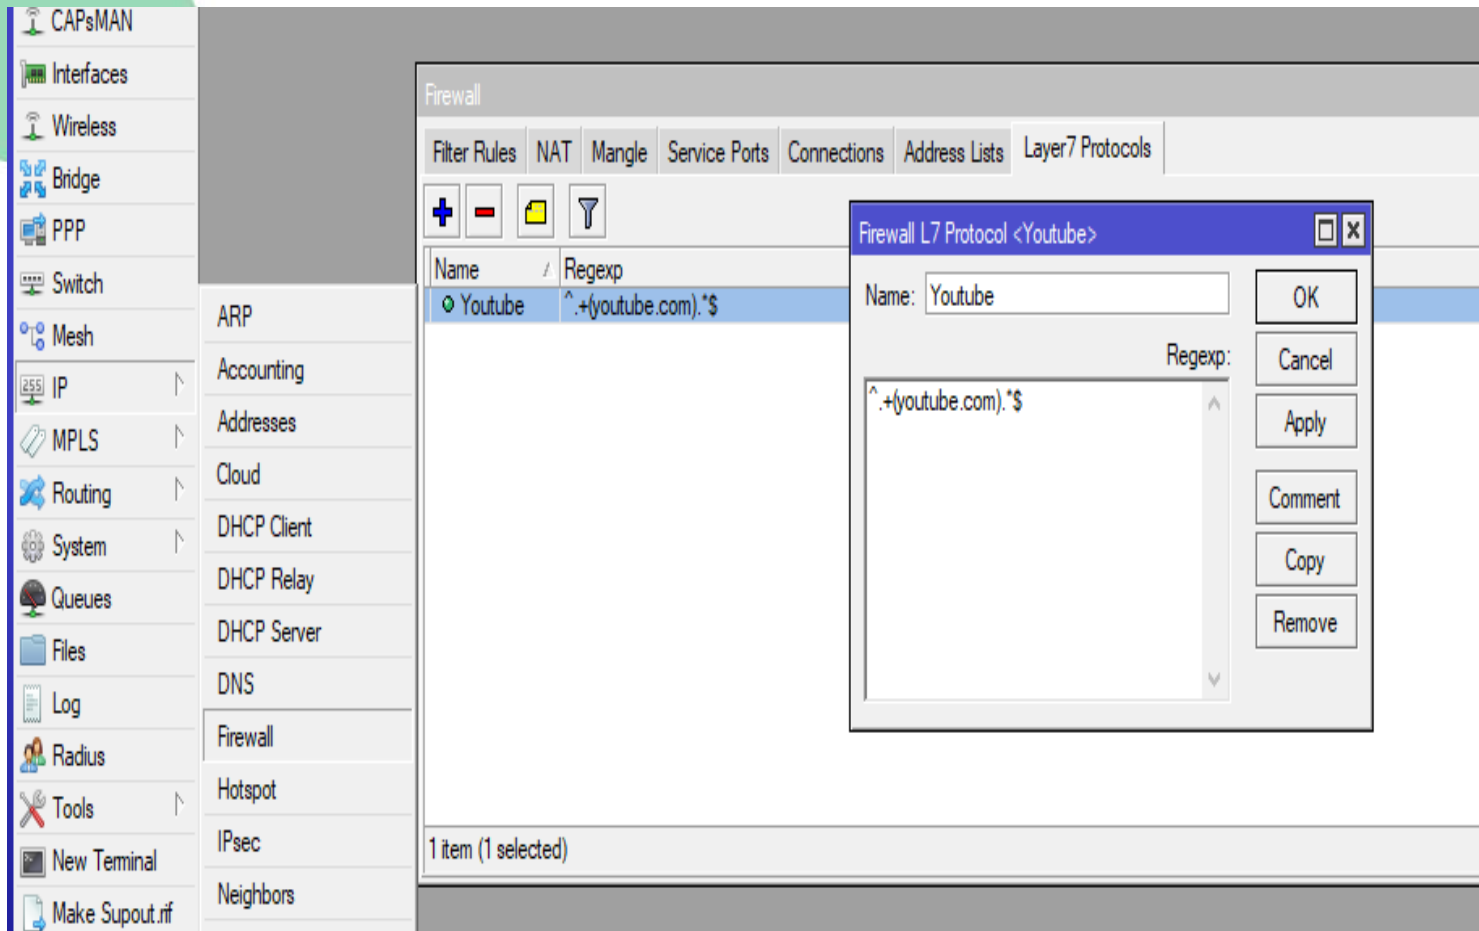 CAPsMAN
Interfaces
Wireless
Bridge
PPP
Switch
Mesh
255 IP
MPLS
Routing
System
Queues
Files
Log
Radius
Tools
New Terminal
Make Supout.rif
ARP
Accounting
Addresses
Cloud
DHCP Client
DHCP Relay
DHCP Server
DNS
Firewall
Hotspot
IPsec
Neighbors
Firewall
Filter Rules NAT Mangle Service Ports Connections Address Lists Layer7 Protocols
Name Regexp
Youtube ^.+(youtube.com).*$
1 item (1 selected)
Firewall L7 Protocol <Youtube>
Name: Youtube
Regexp:
^.+(youtube.com).*$
OK
Cancel
Apply
Comment
Copy
Remove